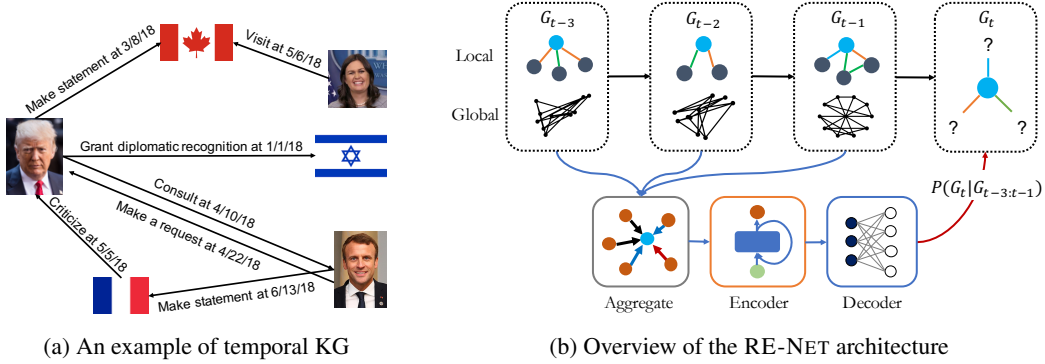 Make statement at 3/8/18
Visit at 5/6/18
Grant diplomatic recognition at 1/1/18
Consult at 4/10/18
Make a request at 4/22/18
Criticize at 5/5/18
Make statement at 6/13/18
(a) An example of temporal KG
G_{t-3}
G_{t-2}
G_{t-1}
G_t
Local
Global
?
?
?
P(G_t|G_{t-3:t-1})
Aggregate
Encoder
Decoder
(b) Overview of the RE-NET architecture